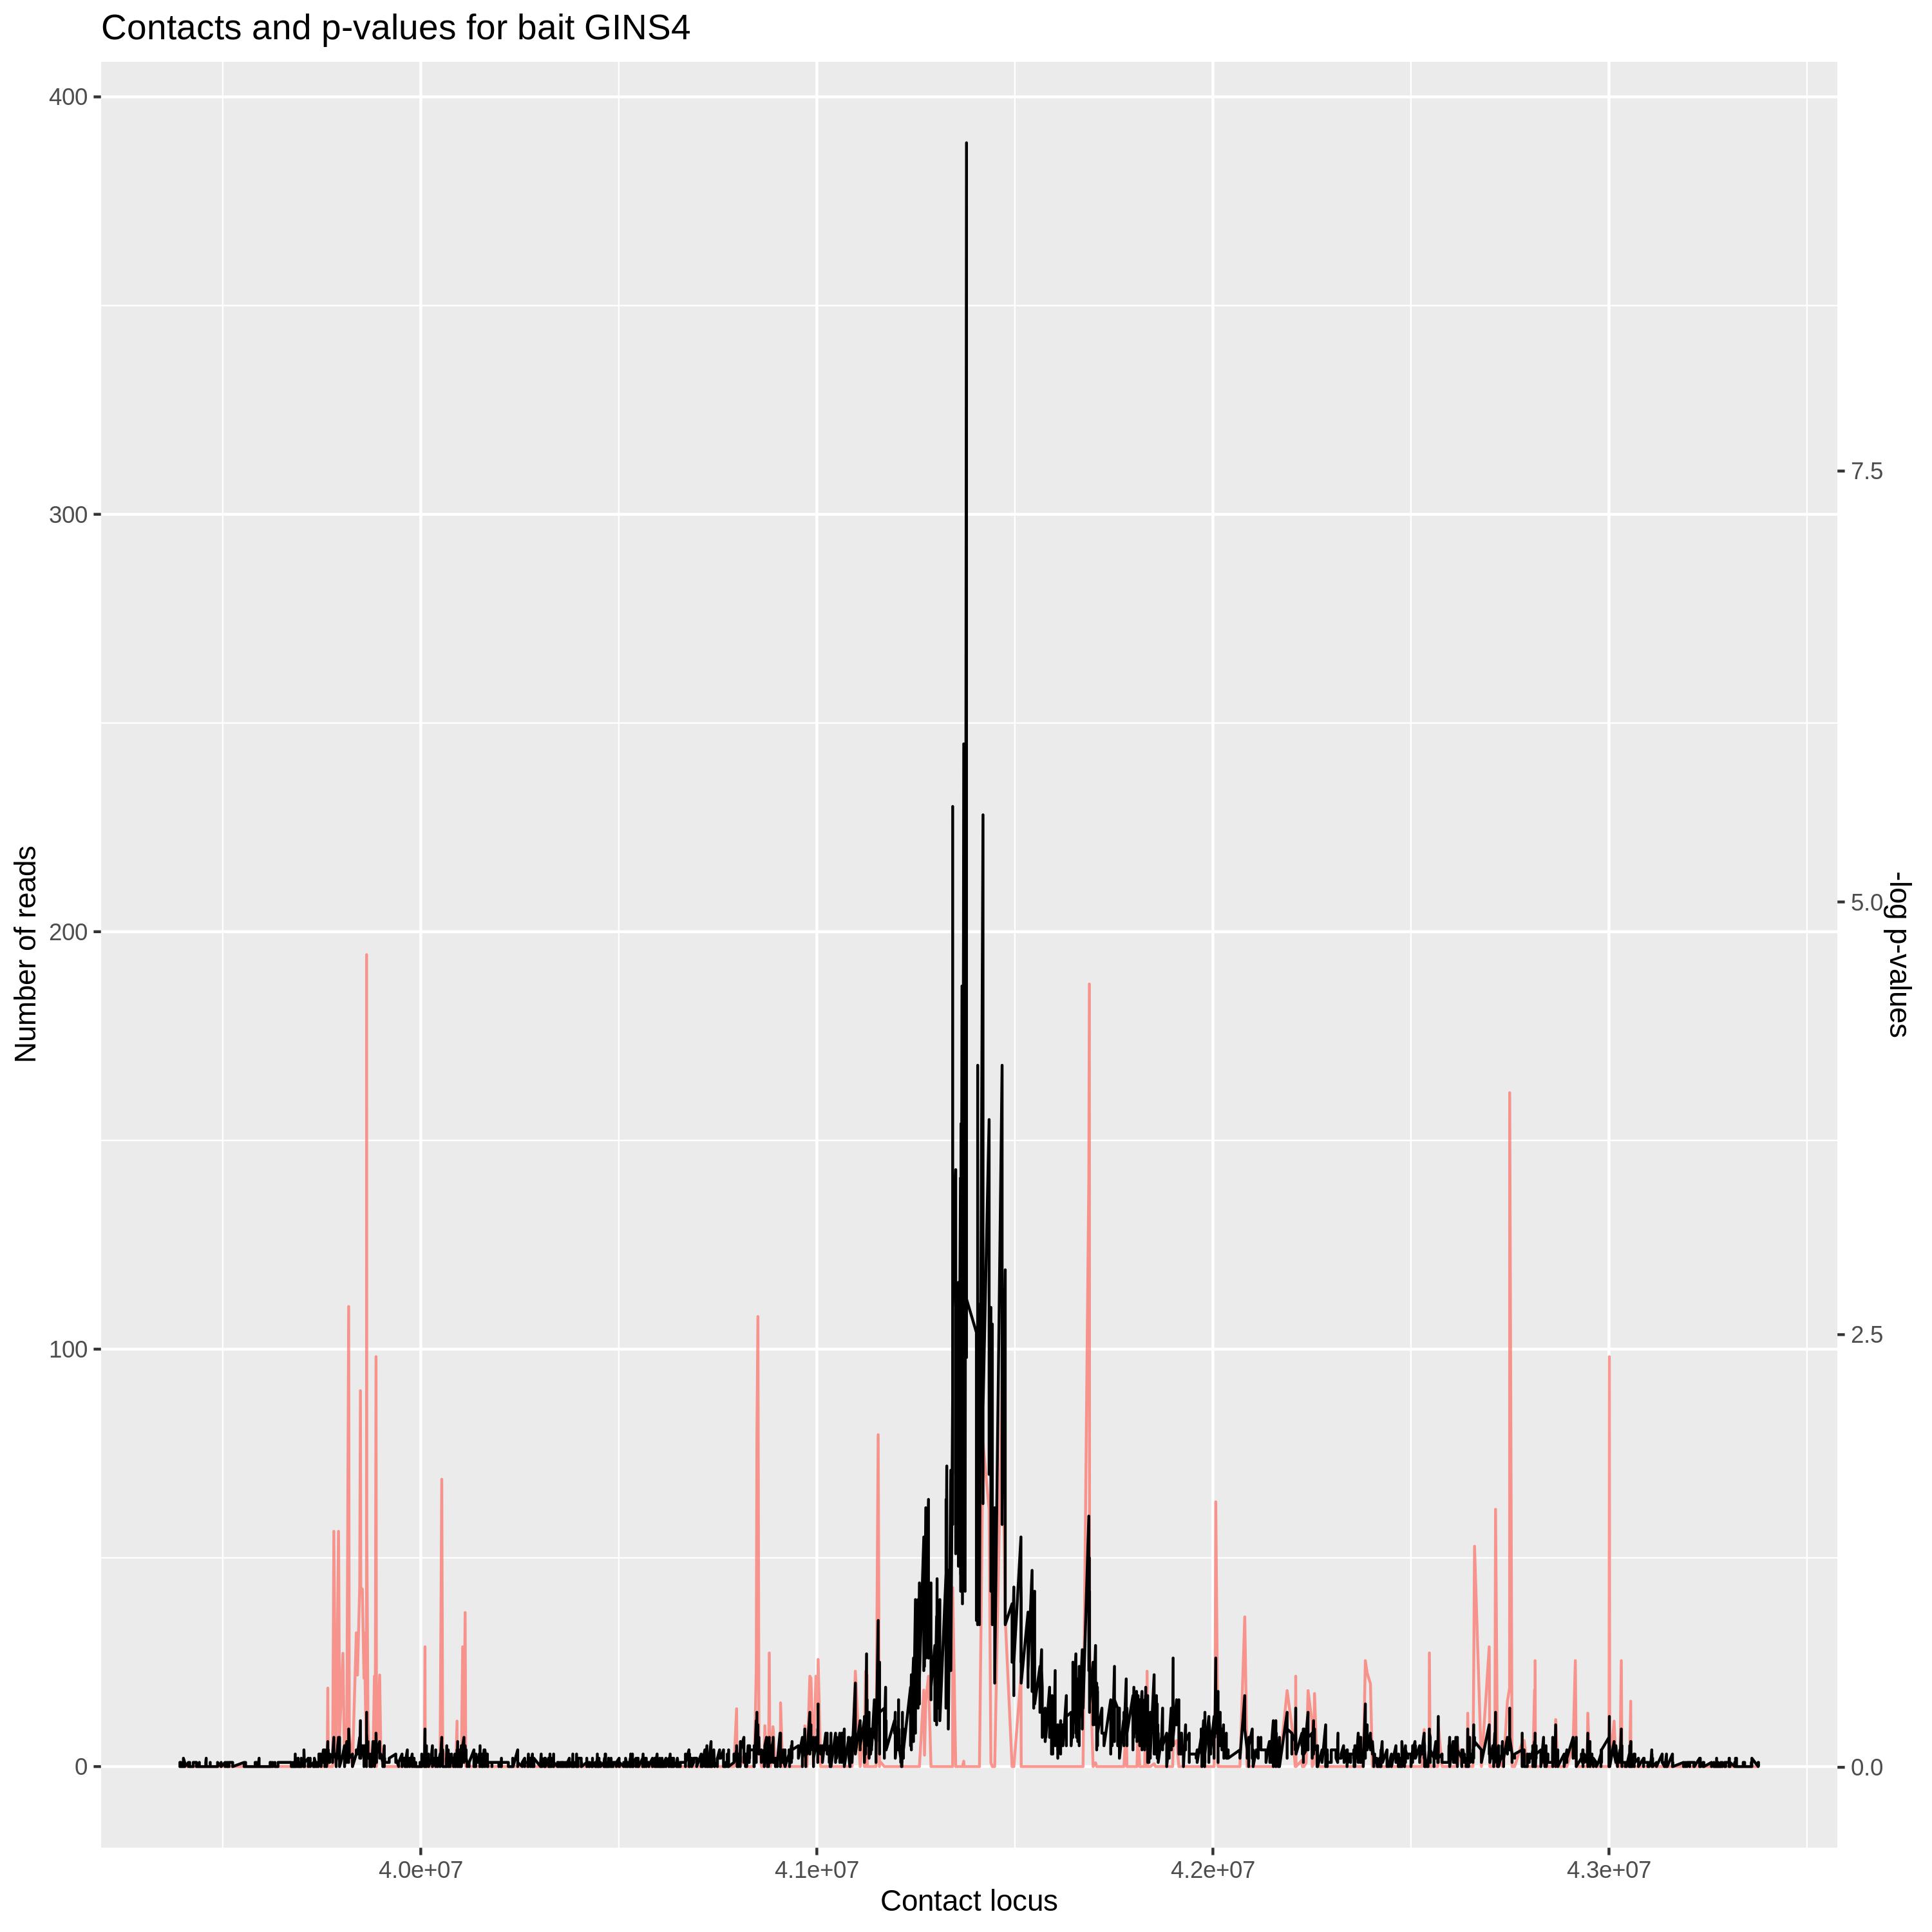 Contacts and p-values for bait GINS4
400
300
200
100
0
Number of reads
7.5
5.0
2.5
0.0
-log p-values
4.0e+07 4.1e+07 4.2e+07 4.3e+07
Contact locus